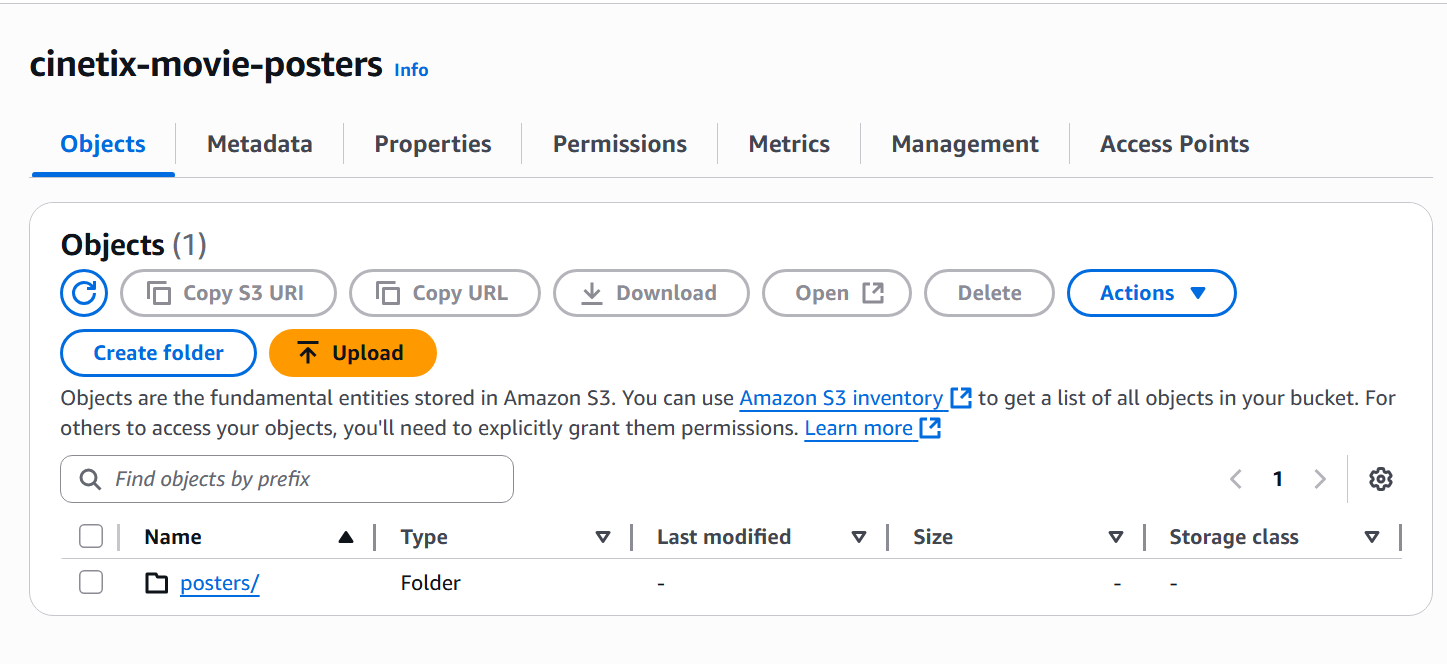 cinetix-movie-posters Info
Objects Metadata Properties Permissions Metrics Management Access Points
Objects (1)
Copy S3 URI Copy URL Download Open Delete Actions
Create folder Upload
Objects are the fundamental entities stored in Amazon S3. You can use Amazon S3 inventory to get a list of all objects in your bucket. For
others to access your objects, you'll need to explicitly grant them permissions. Learn more
Find objects by prefix 1
Name Type Last modified Size Storage class
posters/ Folder - - -